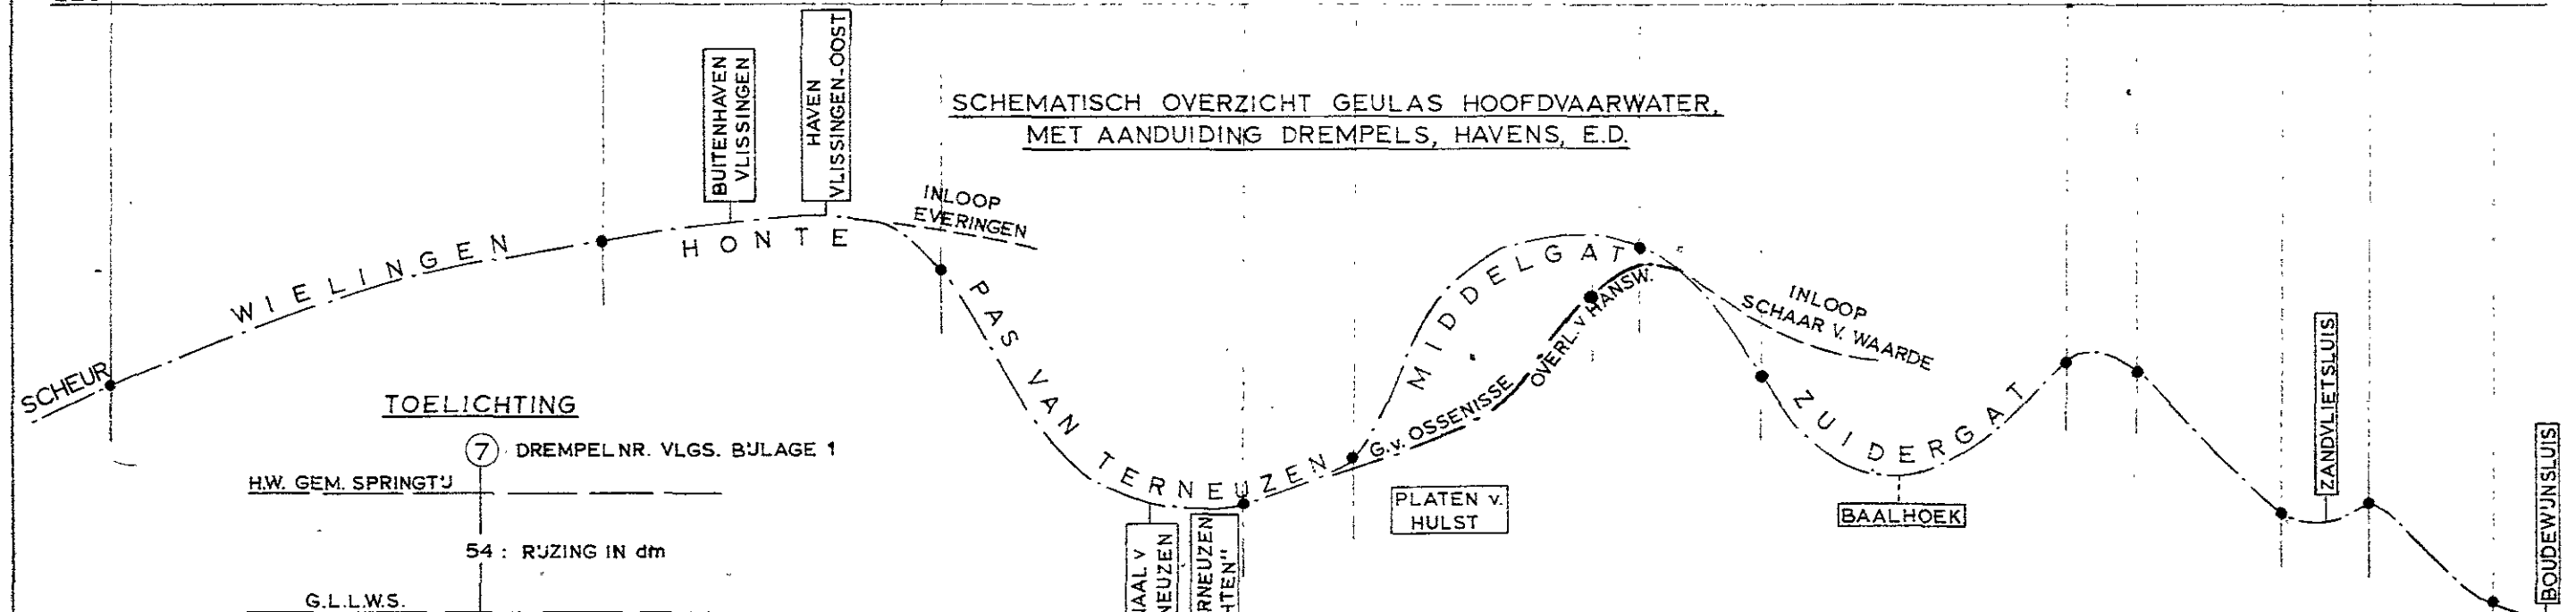 SCHEMATISCH OVERZICHT GEULAS HOOFDVAARWATER,
MET AANDUIDING DREMPELS, HAVENS, E.D.
BUITENHAVEN
VLISSINGEN
HAVEN
VLISSINGEN-OOST
INLOOP
EVERINGEN
SCHEUR
WIELINGEN
HONTE
PAS VAN TERNEUZEN
MIDDELGAT
G.v. OSSENISSE
OVERL. v HANSW.
INLOOP
SCHAAR V. WAARDE
ZUIDERGAT
PLATEN v.
HULST
BAALHOEK
ZANDVLIETSLUIS
BOUDEWIJNSLUIS
TOELICHTING
7 DREMPELNR. VLGS. BIJLAGE 1
H.W. GEM. SPRINGTIJ
54 : RIJZING IN dm
G.L.L.W.S.